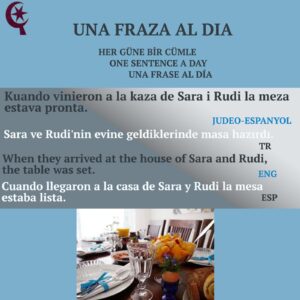 UNA FRAZA AL DIA
HER GÜNE BİR CÜMLE
ONE SENTENCE A DAY
UNA FRASE AL DÍA
Kuando vinieron a la kaza de Sara i Rudi la meza
estava pronta.
JUDEO-ESPANYOL
Sara ve Rudi'nin evine geldiklerinde masa hazırdı.
TR
When they arrived at the house of Sara and Rudi,
the table was set.
ENG
Cuando llegaron a la casa de Sara y Rudi la mesa
estaba lista.
ESP